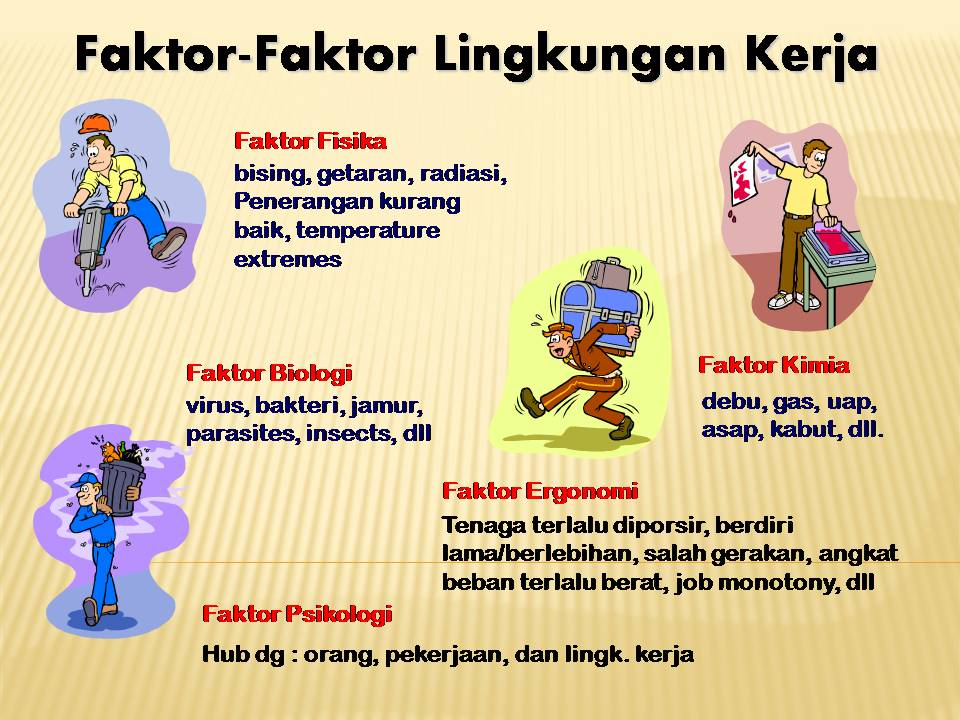 Faktor-Faktor Lingkungan Kerja
Faktor Fisika
bising, getaran, radiasi,
Penerangan kurang
baik, temperature
extremes
Faktor Kimia
debu, gas, uap,
asap, kabut, dll.
Faktor Biologi
virus, bakteri, jamur,
parasites, insects, dll
Faktor Ergonomi
Tenaga terlalu diporsir, berdiri
lama/berlebihan, salah gerakan, angkat
beban terlalu berat, job monotony, dll
Faktor Psikologi
Hub dg : orang, pekerjaan, dan lingk. kerja